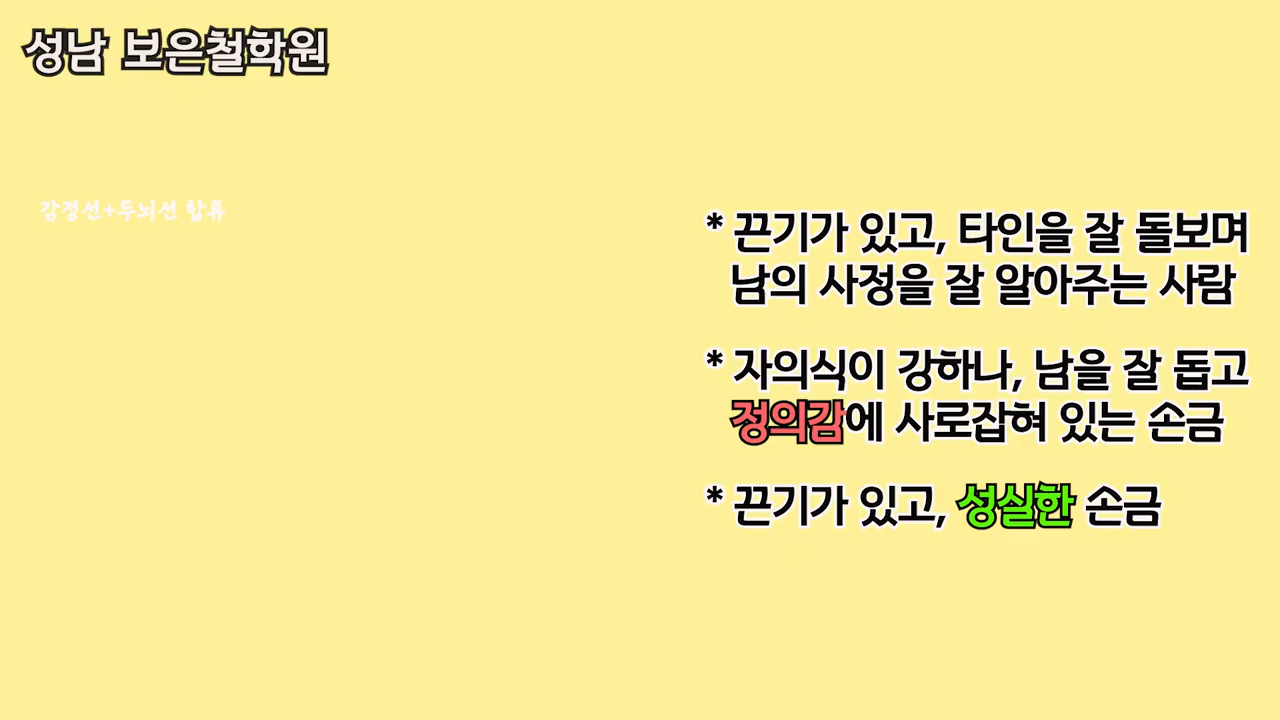 성남 보은철학원
감정선+두뇌선 합류
* 끈기가 있고, 타인을 잘 돌보며
남의 사정을 잘 알아주는 사람
* 자의식이 강하나, 남을 잘 돕고
정의감에 사로잡혀 있는 손금
* 끈기가 있고, 성실한 손금